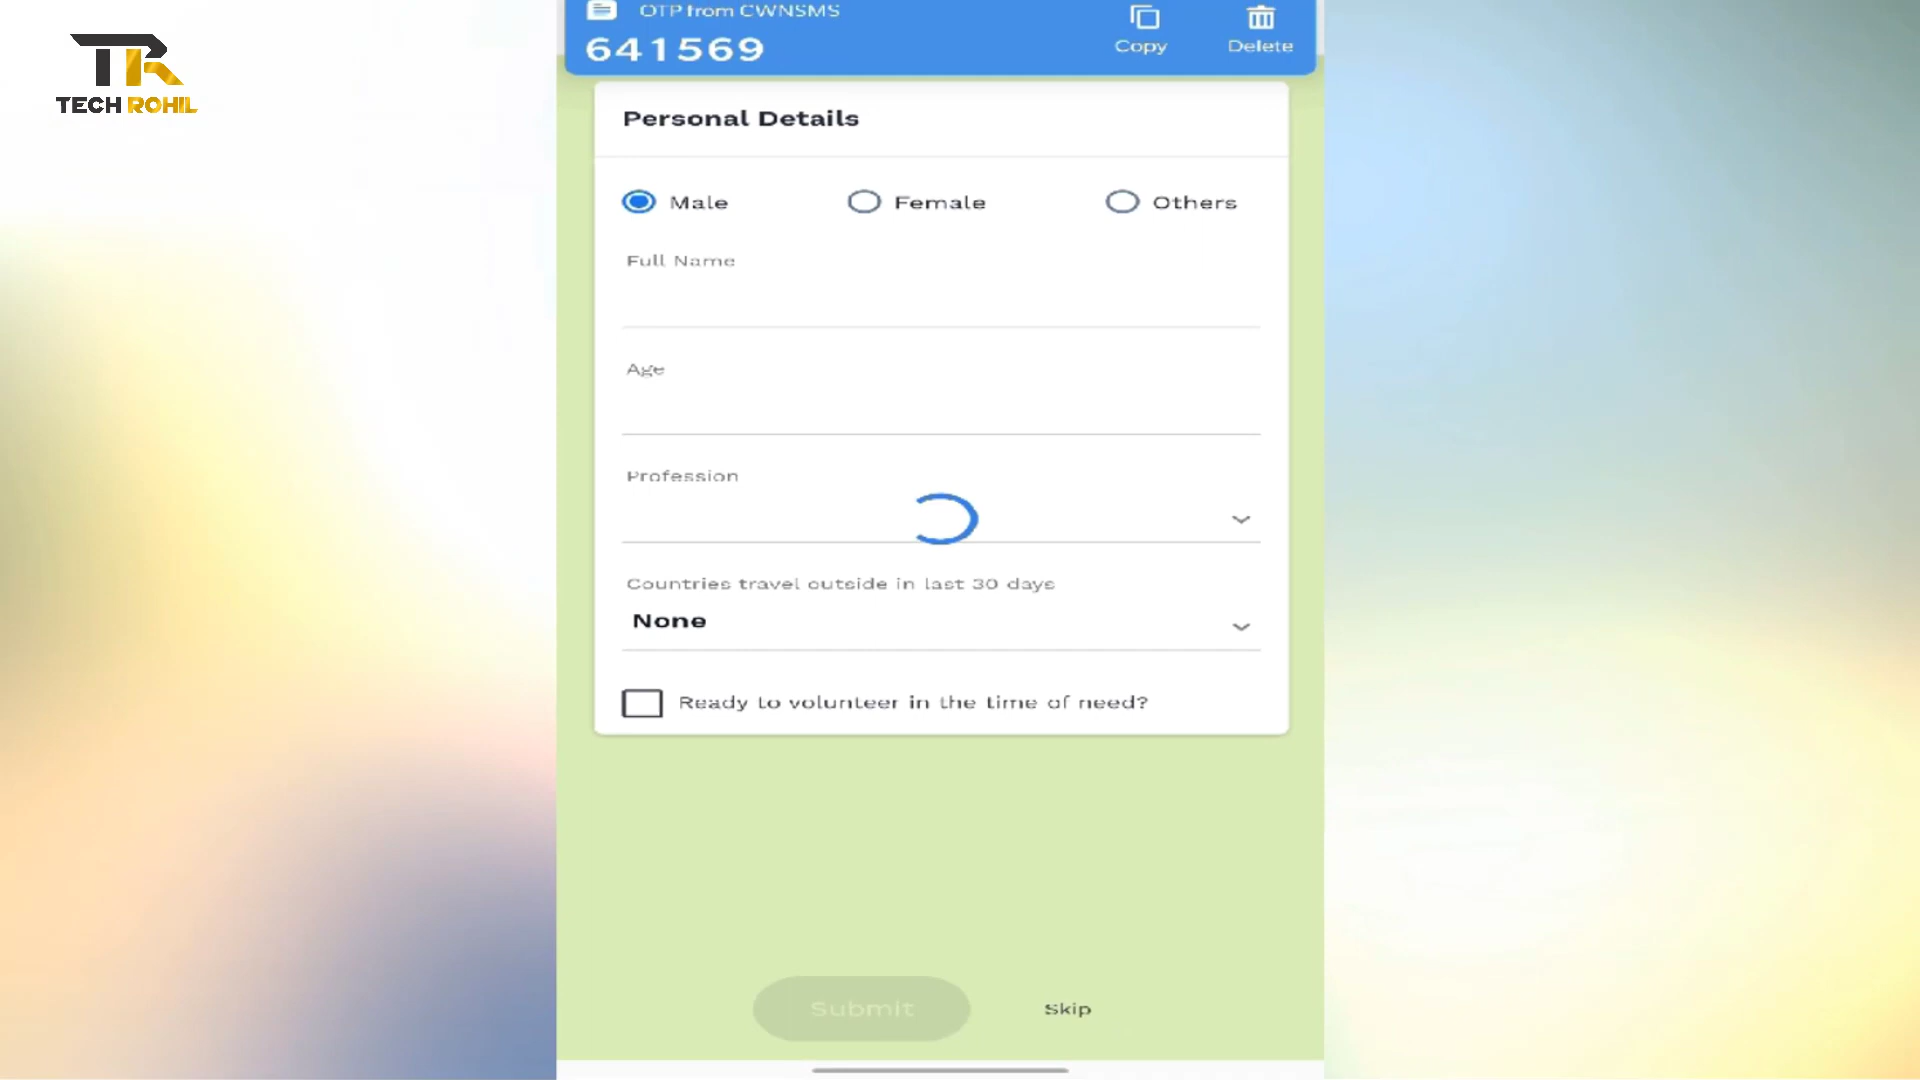 TR
TECH ROHIL
OTP from CWNSMS
641569
Copy
Delete
Personal Details
Male
Female
Others
Full Name
Age
Profession
Countries travel outside in last 30 days
None
Ready to volunteer in the time of need?
Submit
Skip